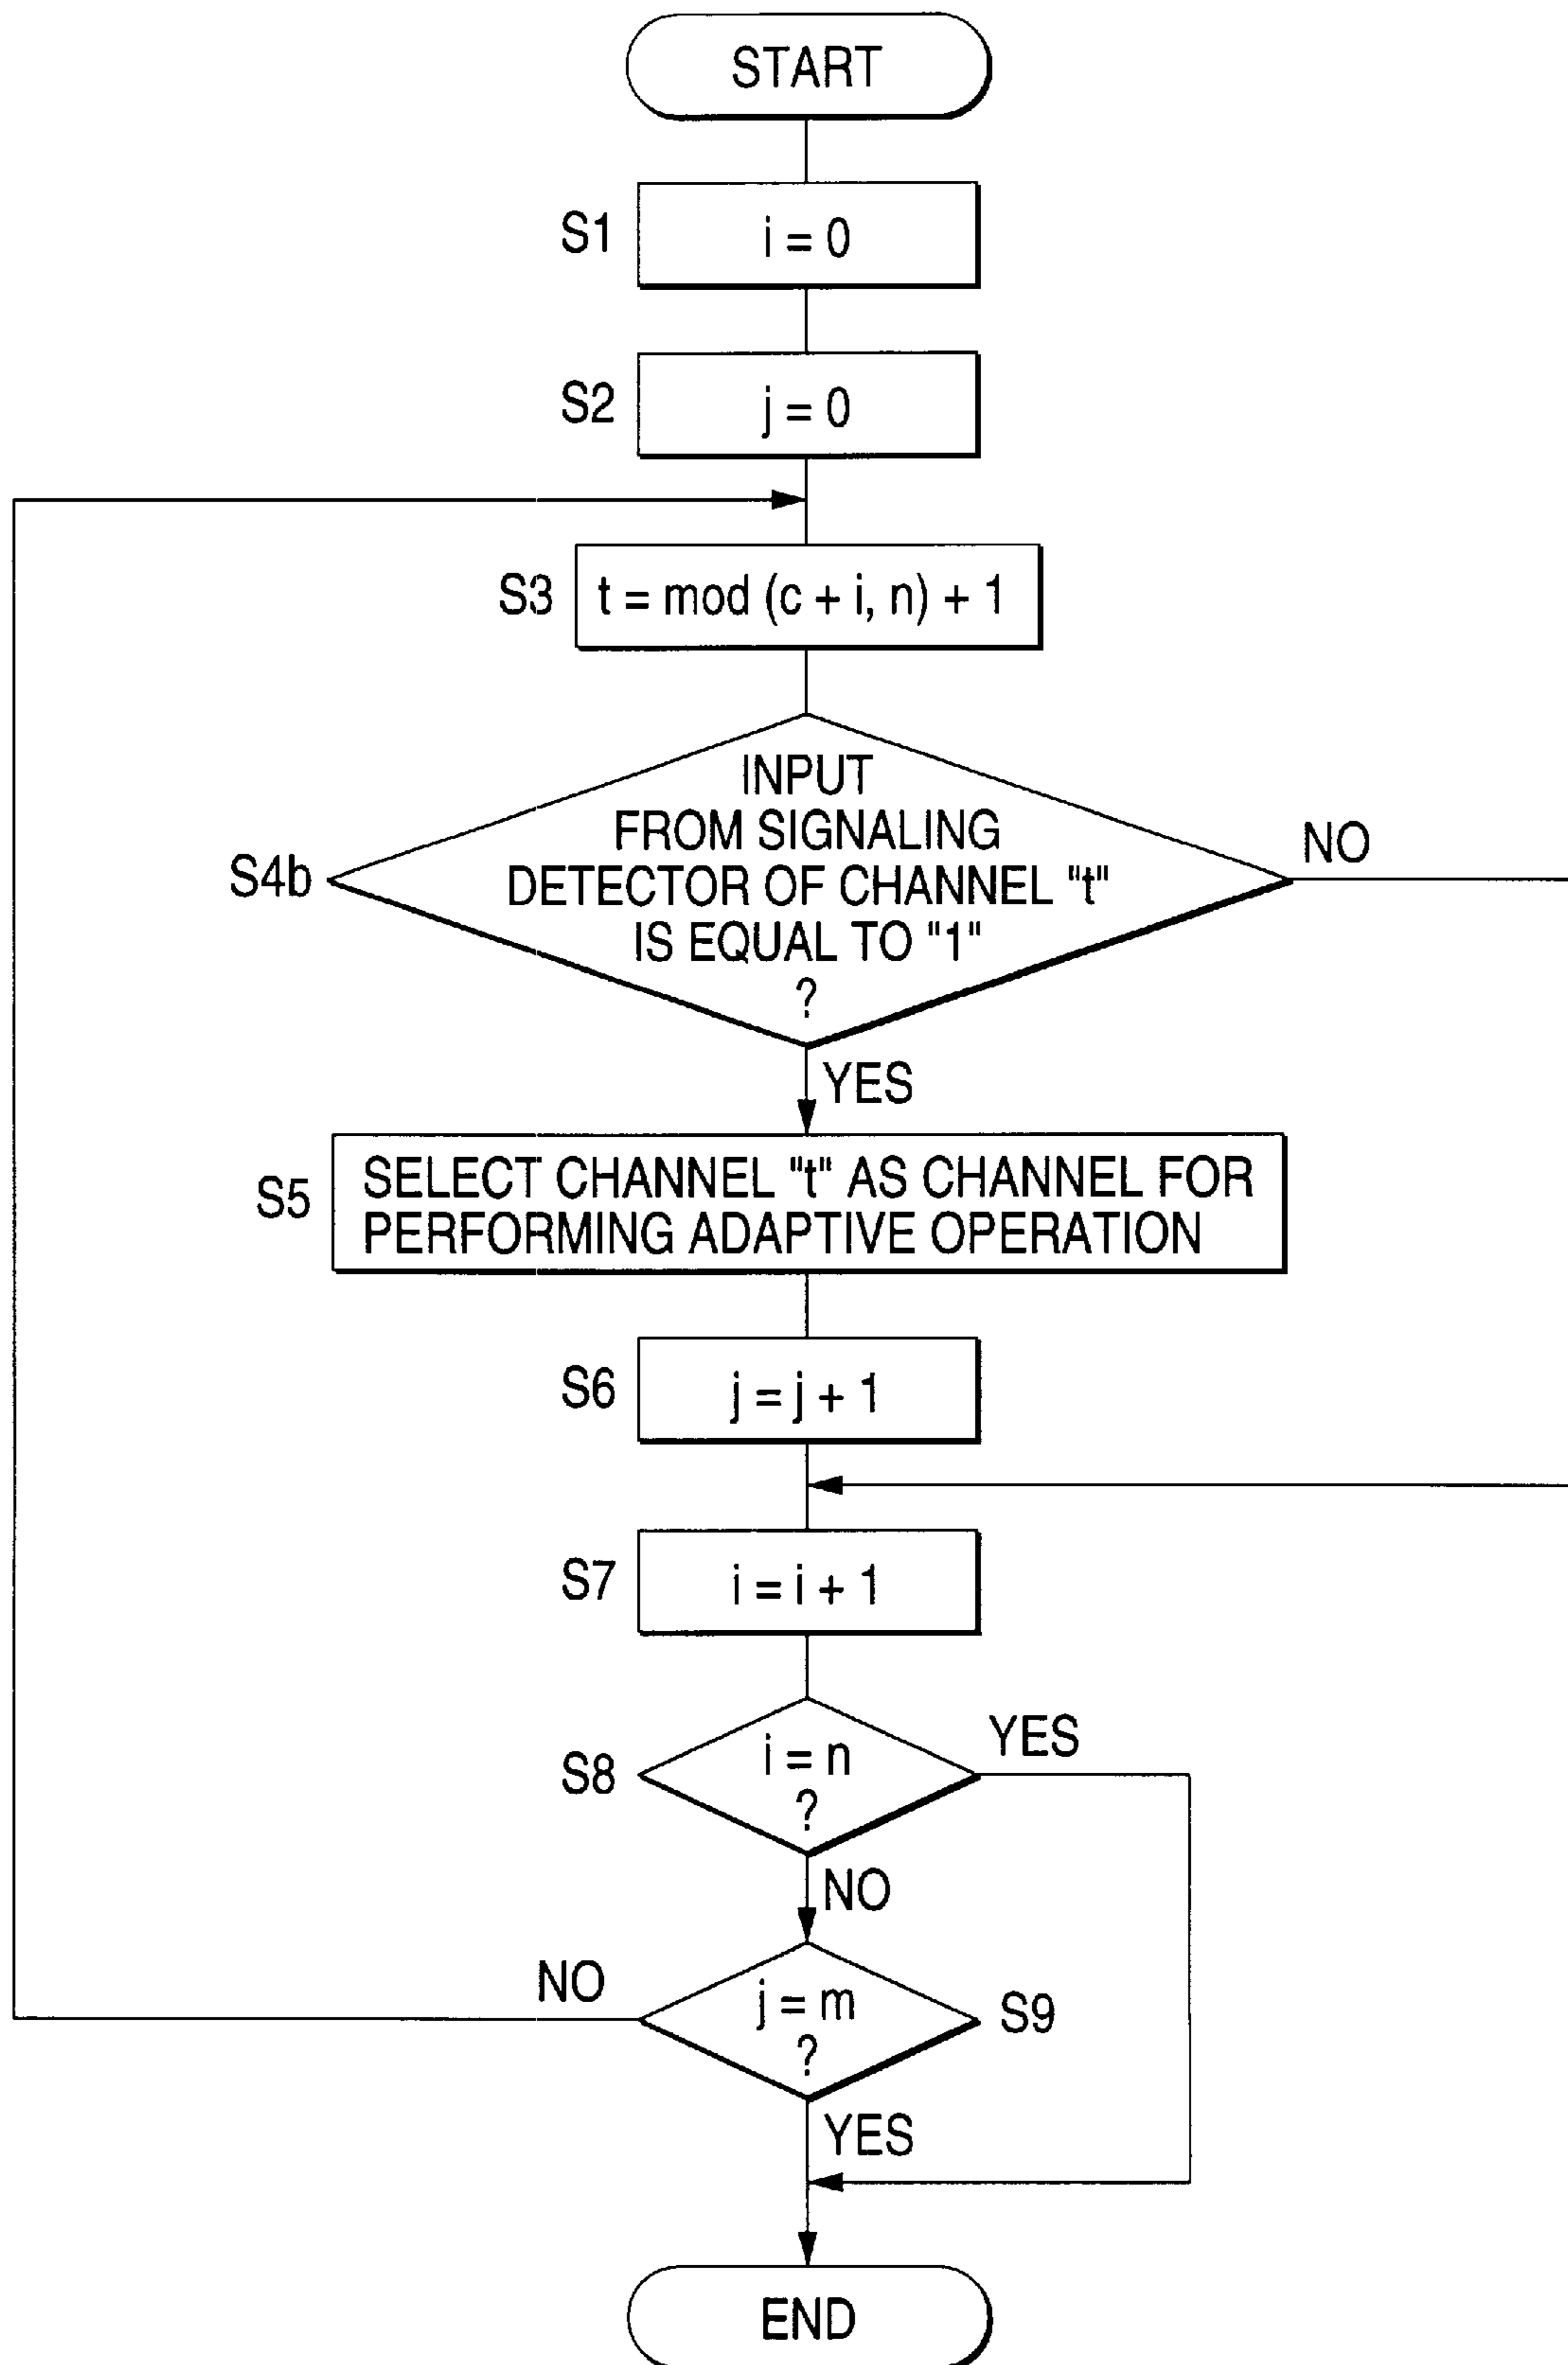 START
S1
i = 0
S2
j = 0
S3
t = mod (c + i, n) + 1
S4b
INPUT
FROM SIGNALING
DETECTOR OF CHANNEL "t"
IS EQUAL TO "1"
?
NO
YES
S5
SELECT CHANNEL "t" AS CHANNEL FOR
PERFORMING ADAPTIVE OPERATION
S6
j = j + 1
S7
i = i + 1
S8
i = n
?
YES
NO
NO
j = m
?
S9
YES
END